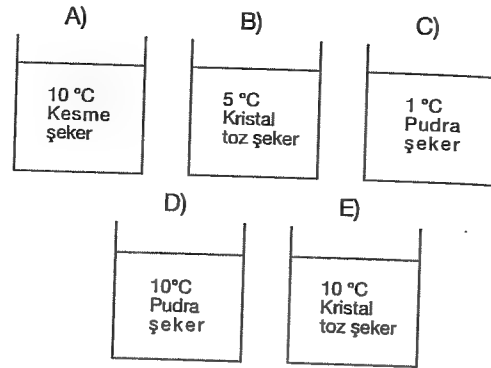 A)
10 °C
Kesme
şeker
B)
5 °C
Kristal
toz şeker
C)
1 °C
Pudra
şeker
D)
10°C
Pudra
şeker
E)
10 °C
Kristal
toz şeker